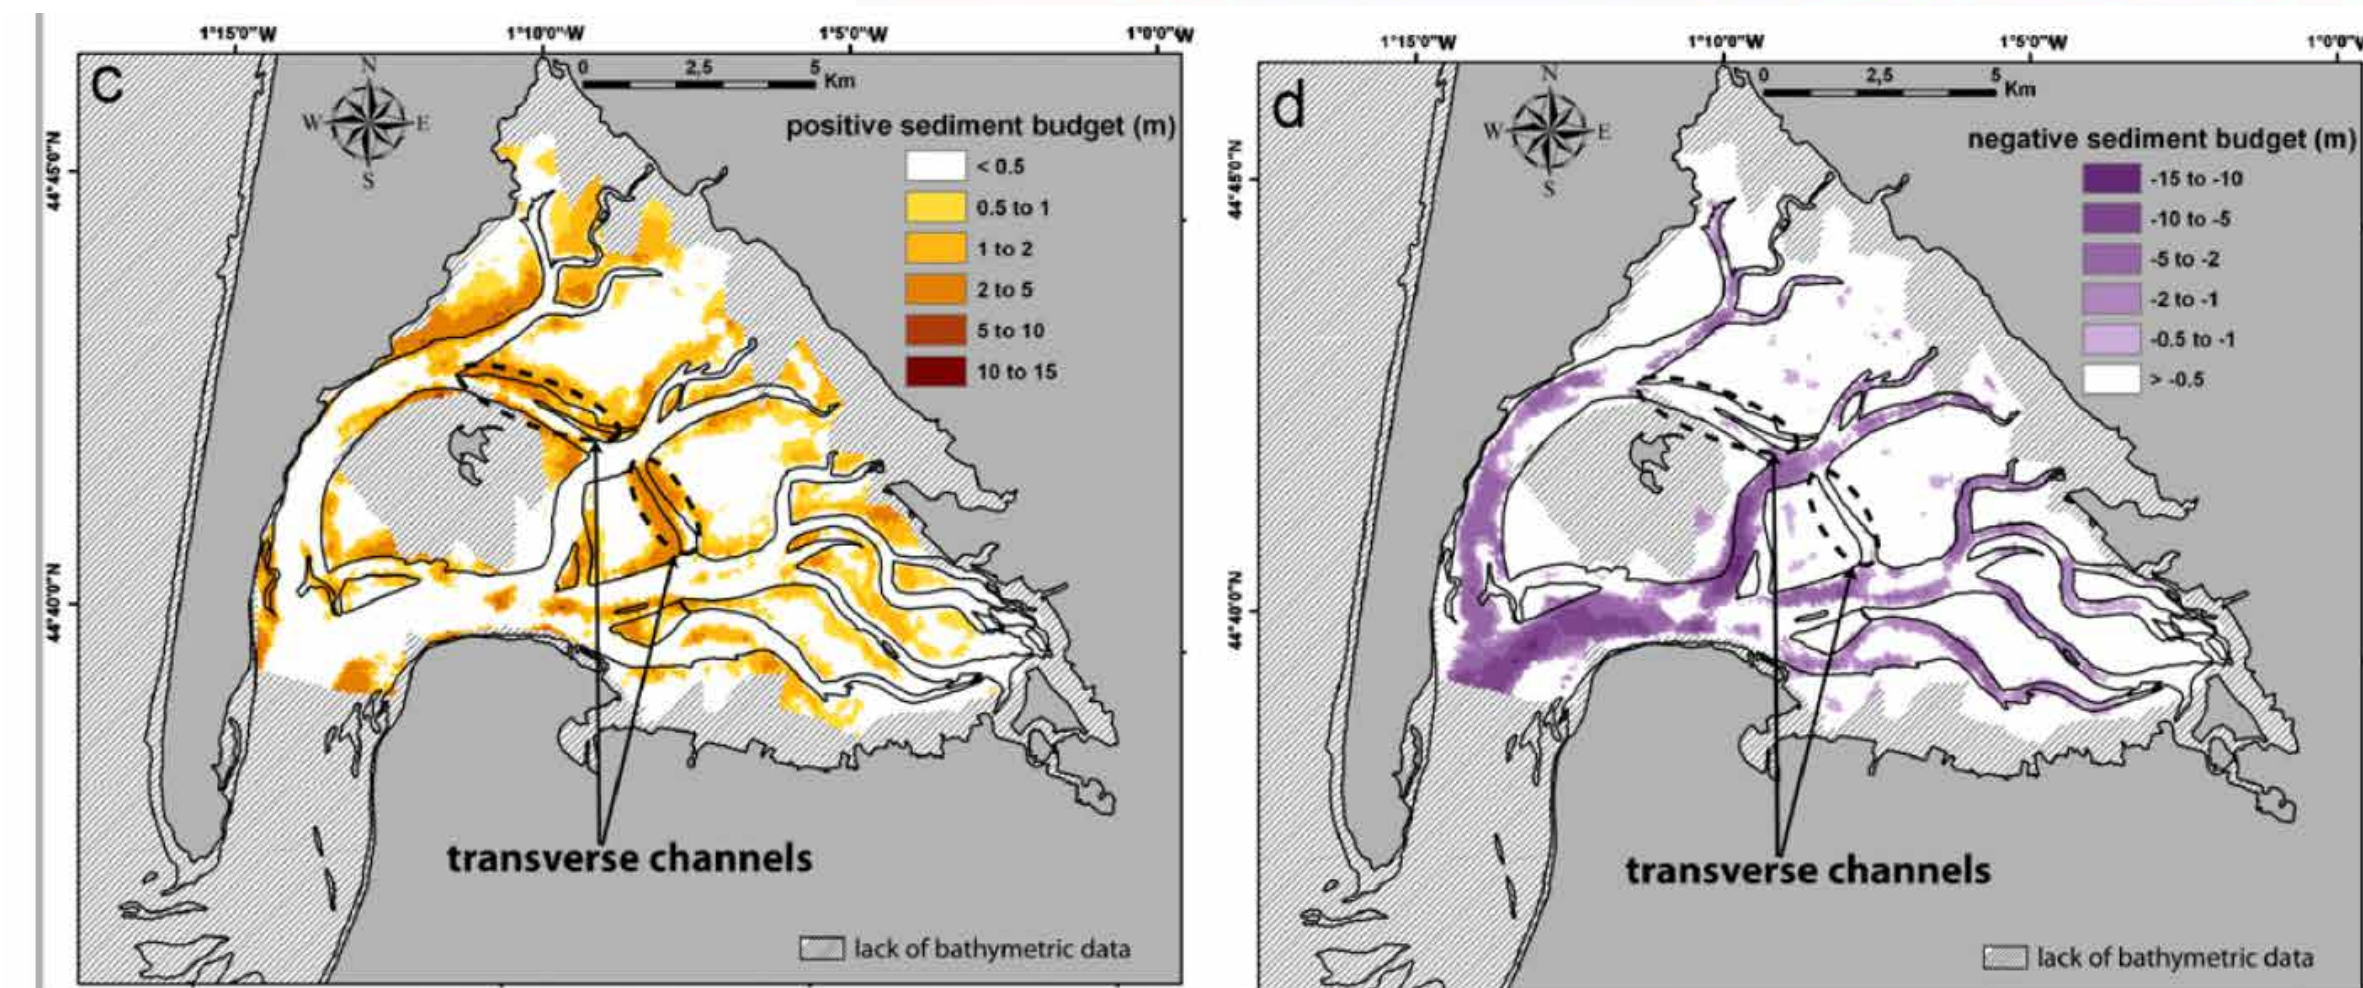 1°15'0"W 1°10'0"W 1°5'0"W 1°0'0"W
c
N
W E
S
0 2,5 5
Km
positive sediment budget (m)
< 0.5
0.5 to 1
1 to 2
2 to 5
5 to 10
10 to 15
44°45'0"N
44°40'0"N
transverse channels
lack of bathymetric data
1°15'0"W 1°10'0"W 1°5'0"W 1°0'0"W
d
N
W E
S
0 2,5 5
Km
negative sediment budget (m)
-15 to -10
-10 to -5
-5 to -2
-2 to -1
-0.5 to -1
> -0.5
44°45'0"N
44°40'0"N
transverse channels
lack of bathymetric data